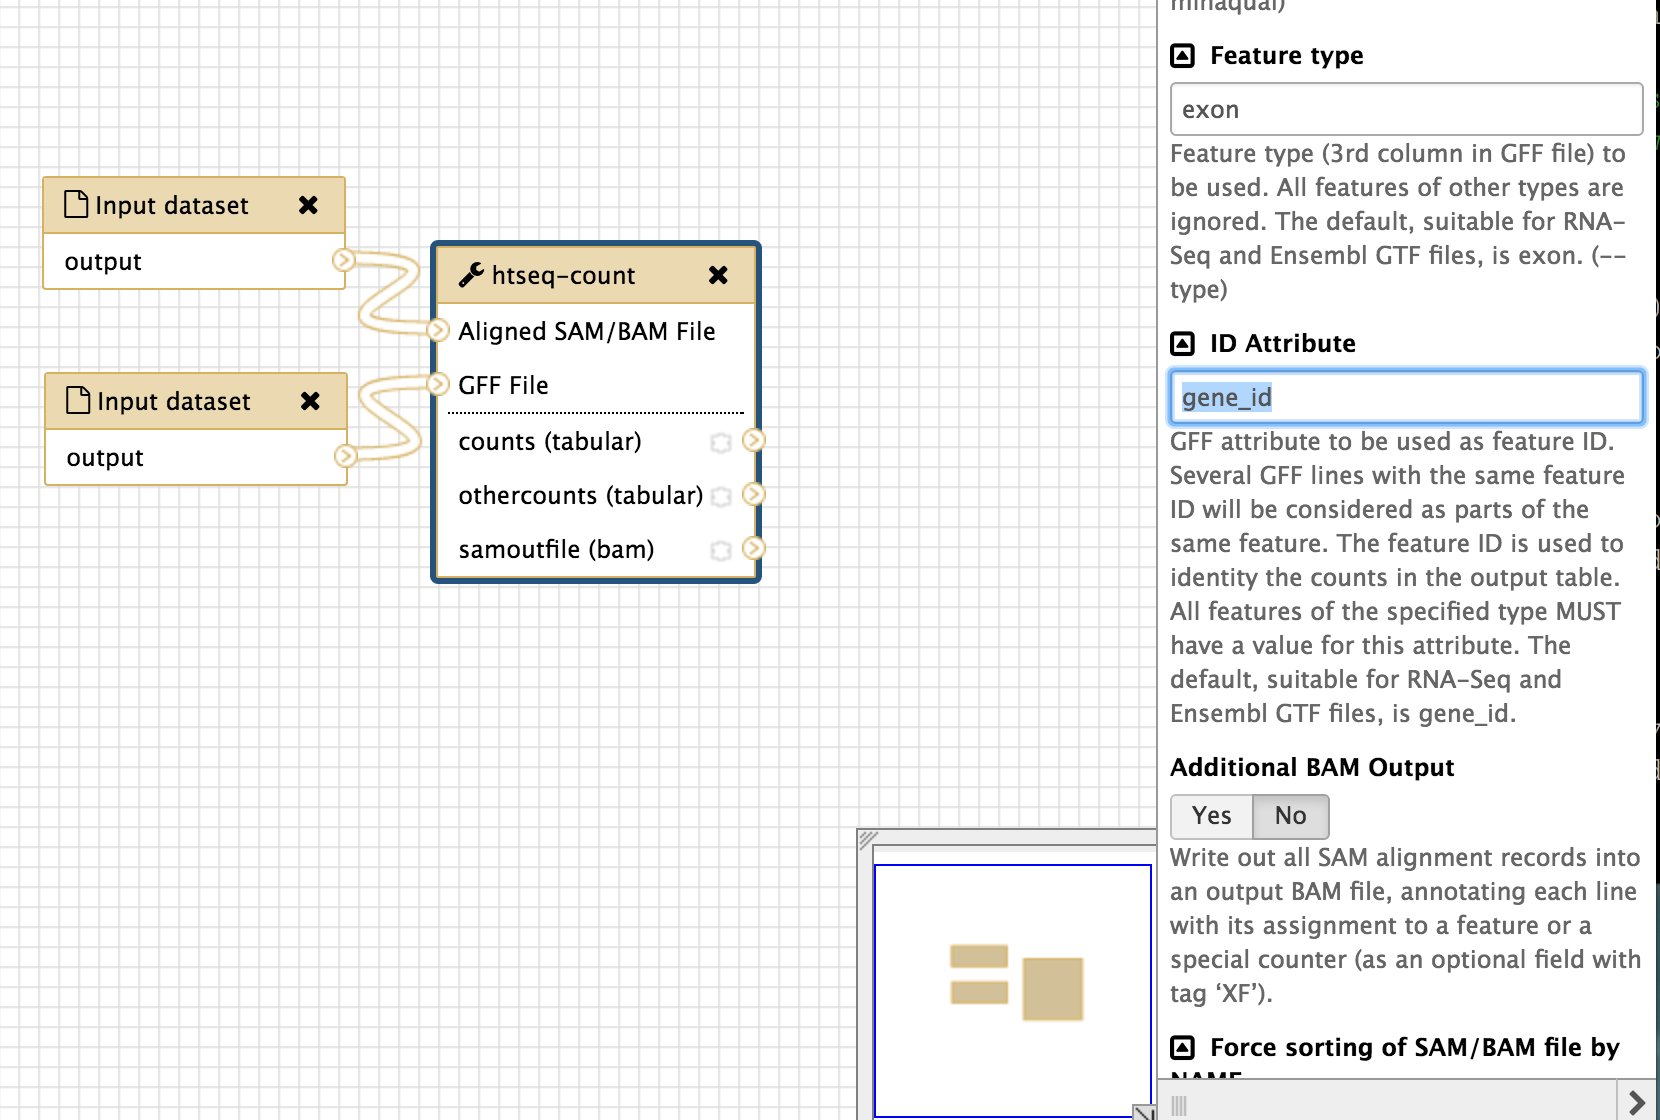 Input dataset
output
Input dataset
output
htseq-count
Aligned SAM/BAM File
GFF File
counts (tabular)
othercounts (tabular)
samoutfile (bam)
minaqual)
Feature type
exon
Feature type (3rd column in GFF file) to
be used. All features of other types are
ignored. The default, suitable for RNA-
Seq and Ensembl GTF files, is exon. (--
type)
ID Attribute
gene_id
GFF attribute to be used as feature ID.
Several GFF lines with the same feature
ID will be considered as parts of the
same feature. The feature ID is used to
identity the counts in the output table.
All features of the specified type MUST
have a value for this attribute. The
default, suitable for RNA-Seq and
Ensembl GTF files, is gene_id.
Additional BAM Output
Yes No
Write out all SAM alignment records into
an output BAM file, annotating each line
with its assignment to a feature or a
special counter (as an optional field with
tag ‘XF’).
Force sorting of SAM/BAM file by
NAME